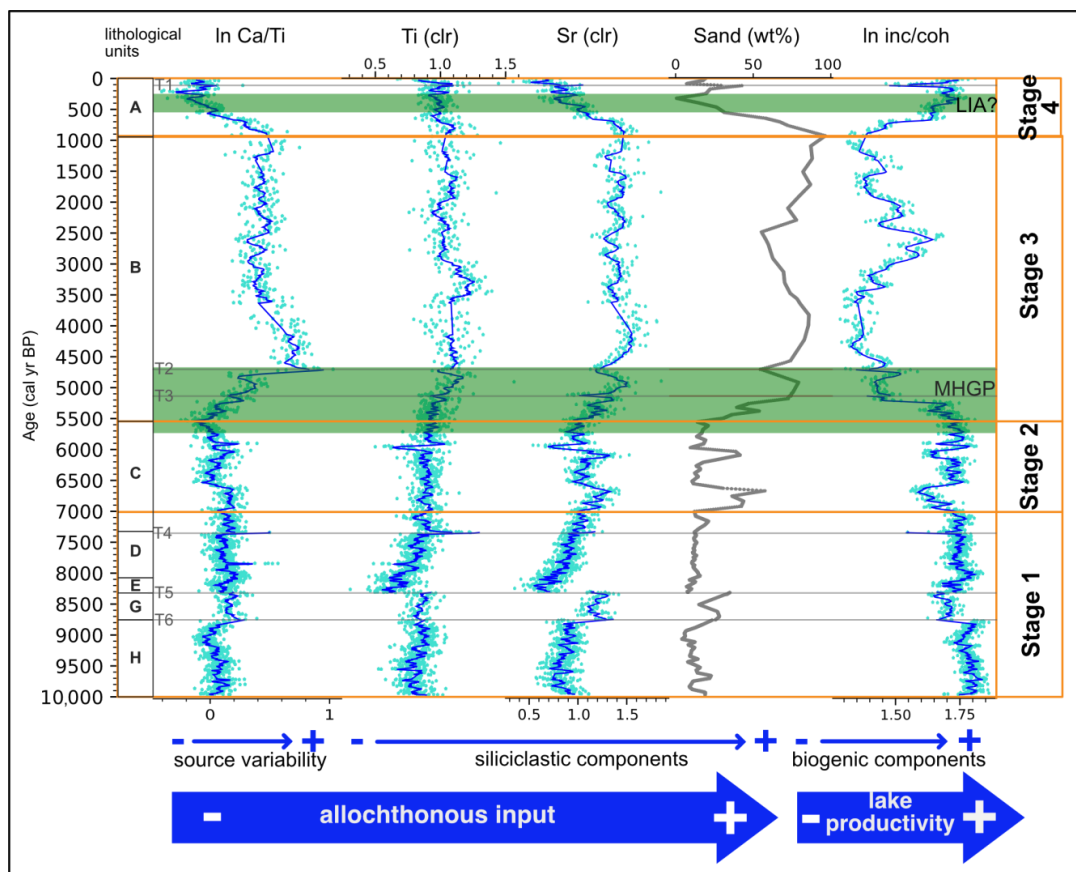 lithological
units
ln Ca/Ti
Ti (clr)
Sr (clr)
Sand (wt%)
ln inc/coh
0.5 1.0 1.5
0 50 100
0
500
1000
1500
2000
2500
3000
3500
4000
4500
5000
5500
6000
6500
7000
7500
8000
8500
9000
9500
10,000
Age (cal yr BP)
A
B
C
D
E
G
H
T1
T2
T3
T4
T5
T6
LIA?
MHGP
Stage 4
Stage 3
Stage 2
Stage 1
0 1
0.5 1.0 1.5
1.50 1.75
- + - + - +
source variability
siliciclastic components
biogenic components
- allochthonous input +
- lake productivity +